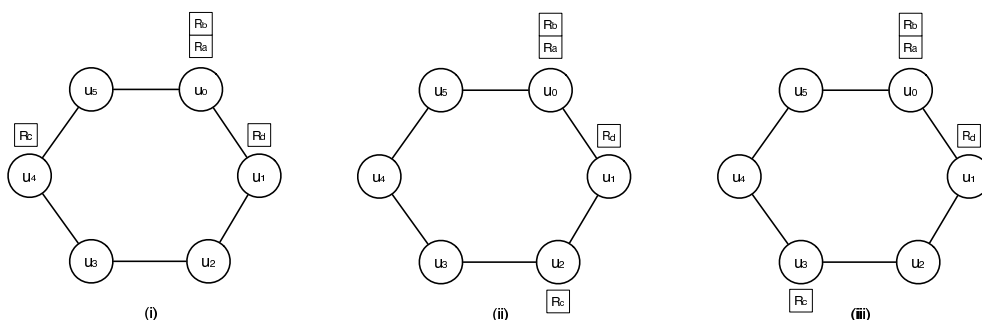 Rb Rb Rb
Ra Ra Ra
u5 u0 u5 u0 u5 u0
Rc Rd Rd Rd
u4 u1 u4 u1 u4 u1
u3 u2 u3 u2 u3 u2
Rc Rc
(i) (ii) (iii)